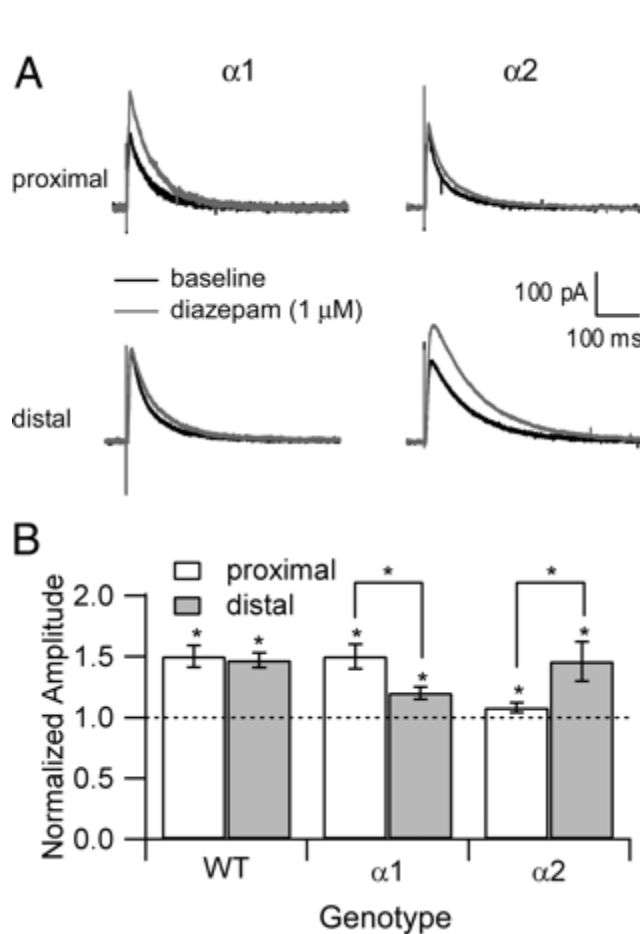 A
α1
α2
proximal
baseline
diazepam (1 μM)
100 pA
100 ms
distal
B
proximal
distal
*
*
*
*
*
*
*
*
Normalized Amplitude
2.0
1.5
1.0
0.5
0.0
WT
α1
α2
Genotype